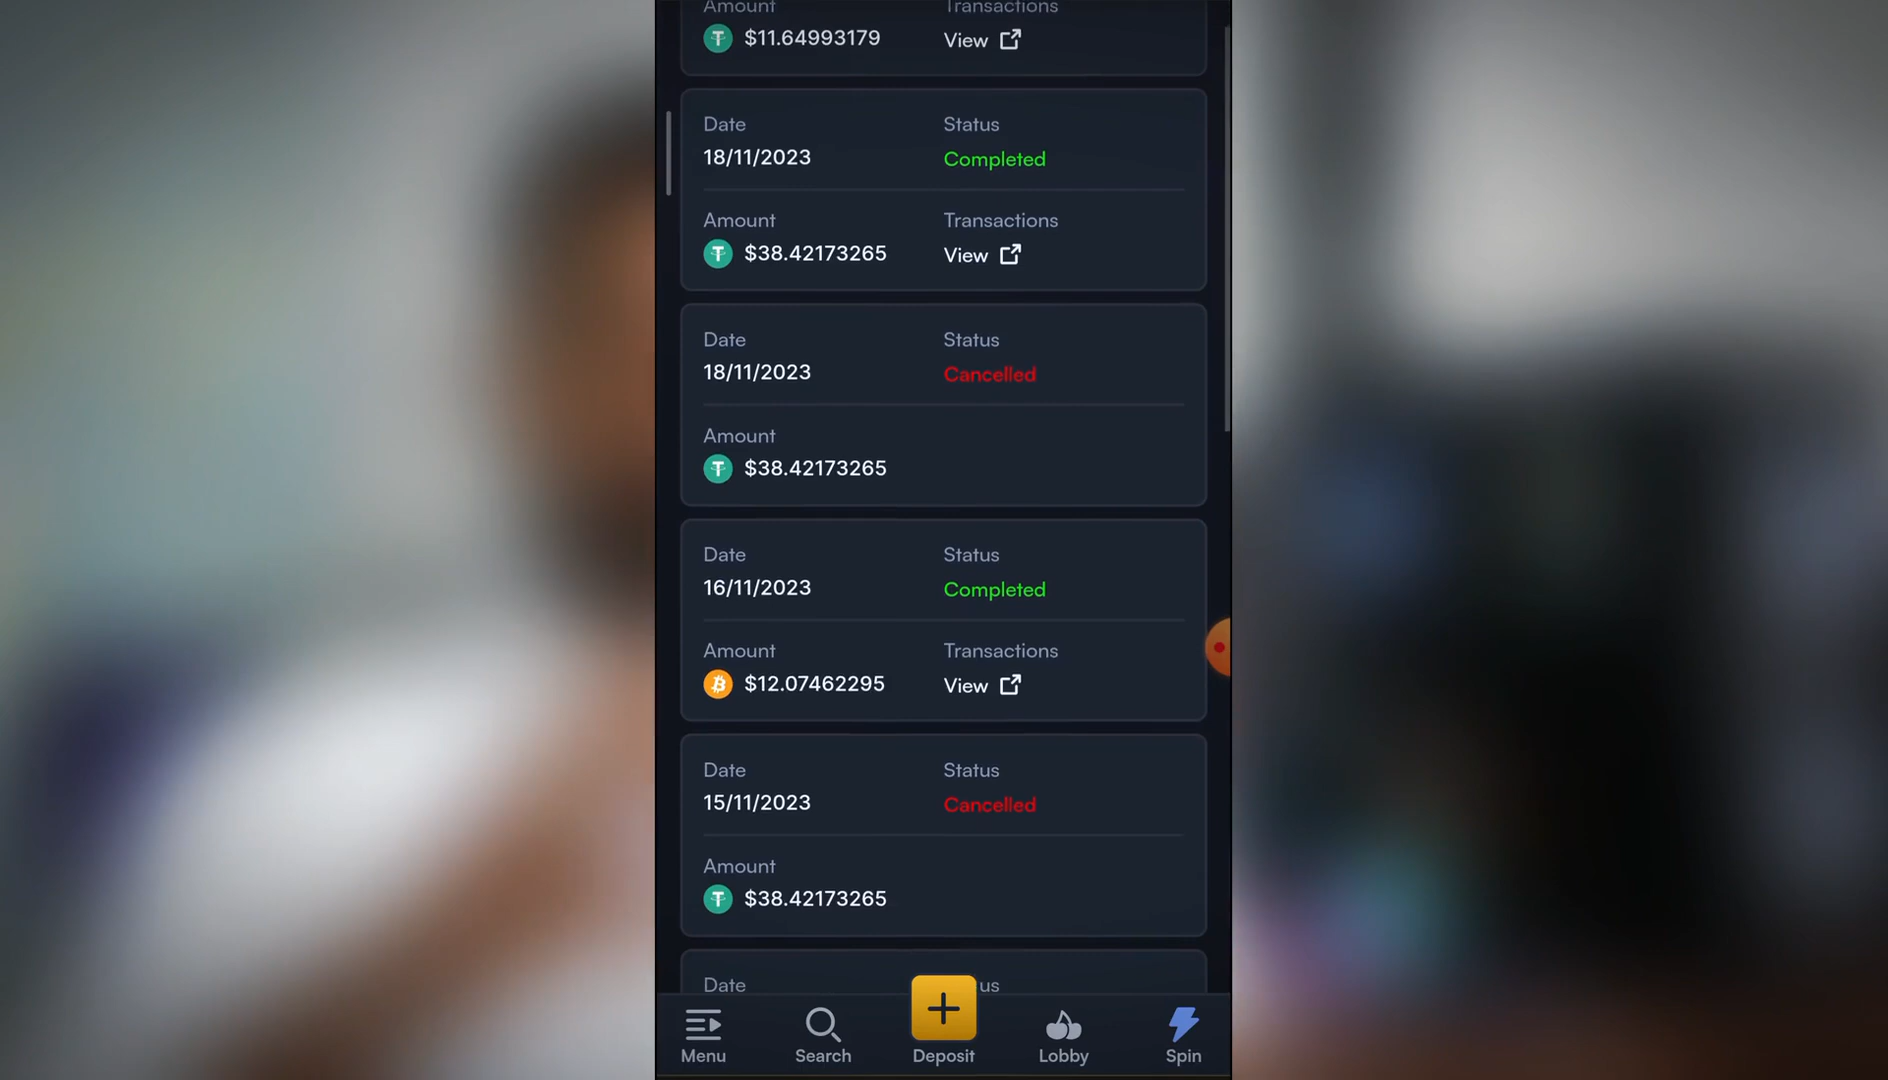 Amount Transactions
$11.64993179 View
Date Status
18/11/2023 Completed
Amount Transactions
$38.42173265 View
Date Status
18/11/2023 Cancelled
Amount
$38.42173265
Date Status
16/11/2023 Completed
Amount Transactions
$12.07462295 View
Date Status
15/11/2023 Cancelled
Amount
$38.42173265
Date us
Menu Search Deposit Lobby Spin